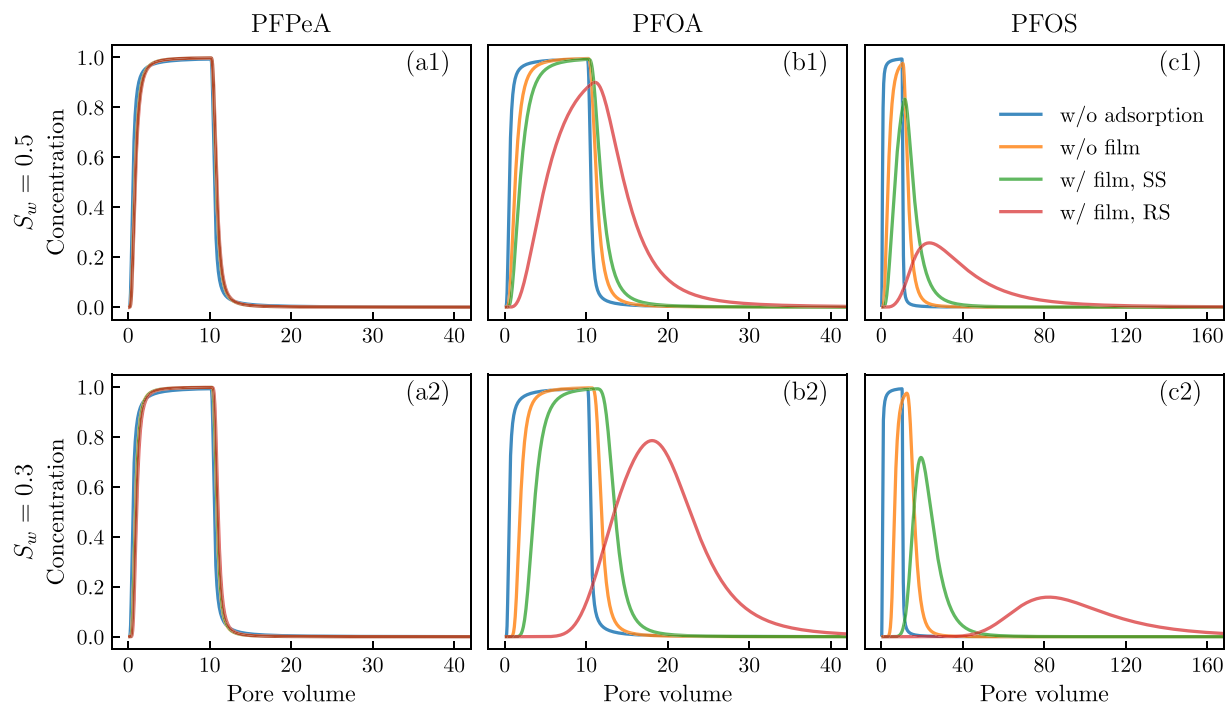 PFPeA
PFOA
PFOS
(a1)
(b1)
(c1)
S_w = 0.5
Concentration
1.0
0.8
0.6
0.4
0.2
0.0
w/o adsorption
w/o film
w/ film, SS
w/ film, RS
0 10 20 30 40
0 10 20 30 40
0 40 80 120 160
(a2)
(b2)
(c2)
S_w = 0.3
Concentration
1.0
0.8
0.6
0.4
0.2
0.0
0 10 20 30 40
0 10 20 30 40
0 40 80 120 160
Pore volume
Pore volume
Pore volume